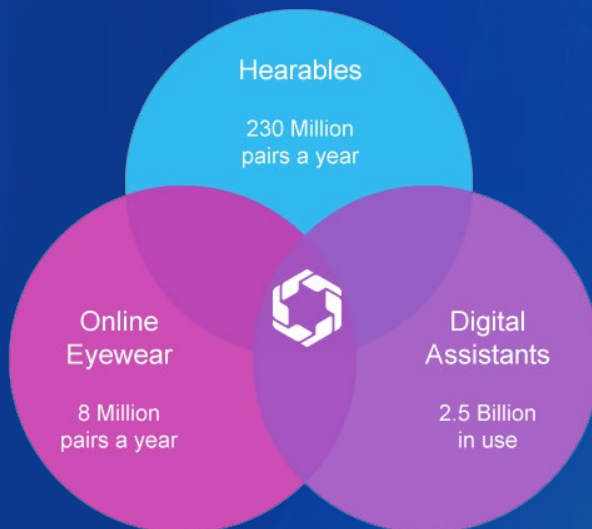 Hearables
230 Million
pairs a year
Online
Eyewear
8 Million
pairs a year
Digital
Assistants
2.5 Billion
in use